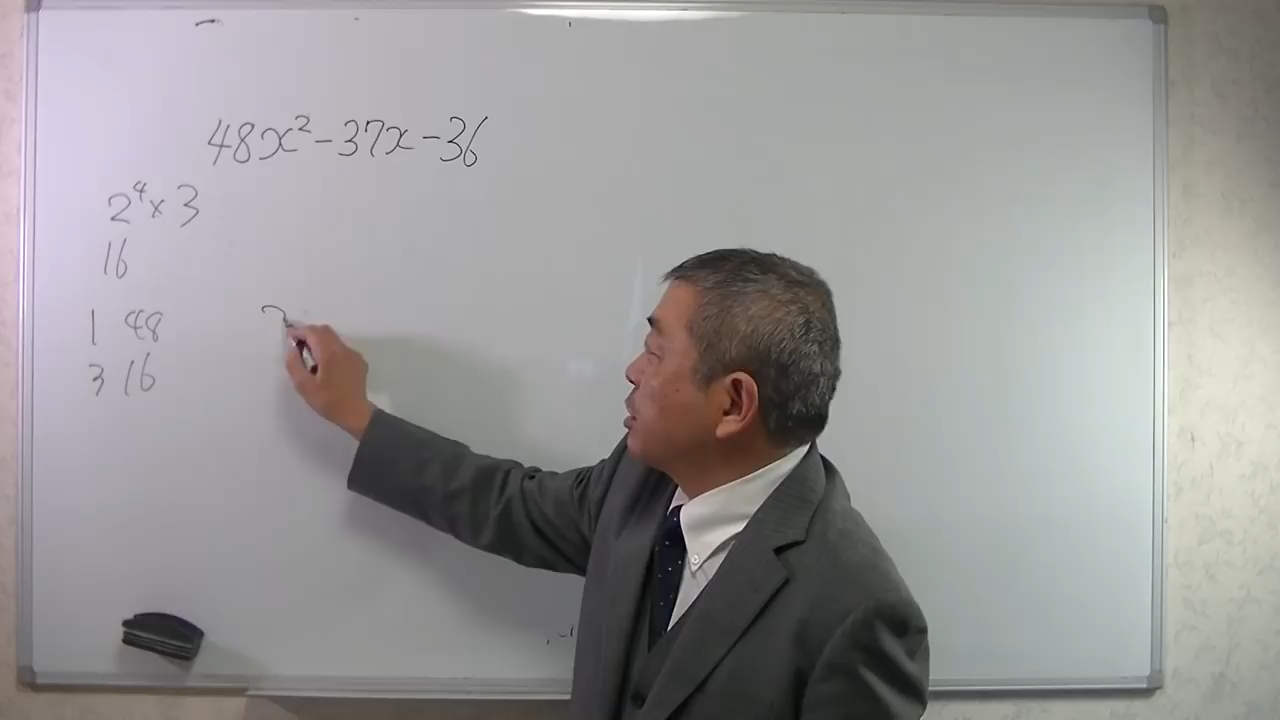 48x²-37x-36
2⁴×3
16
1 48
3 16